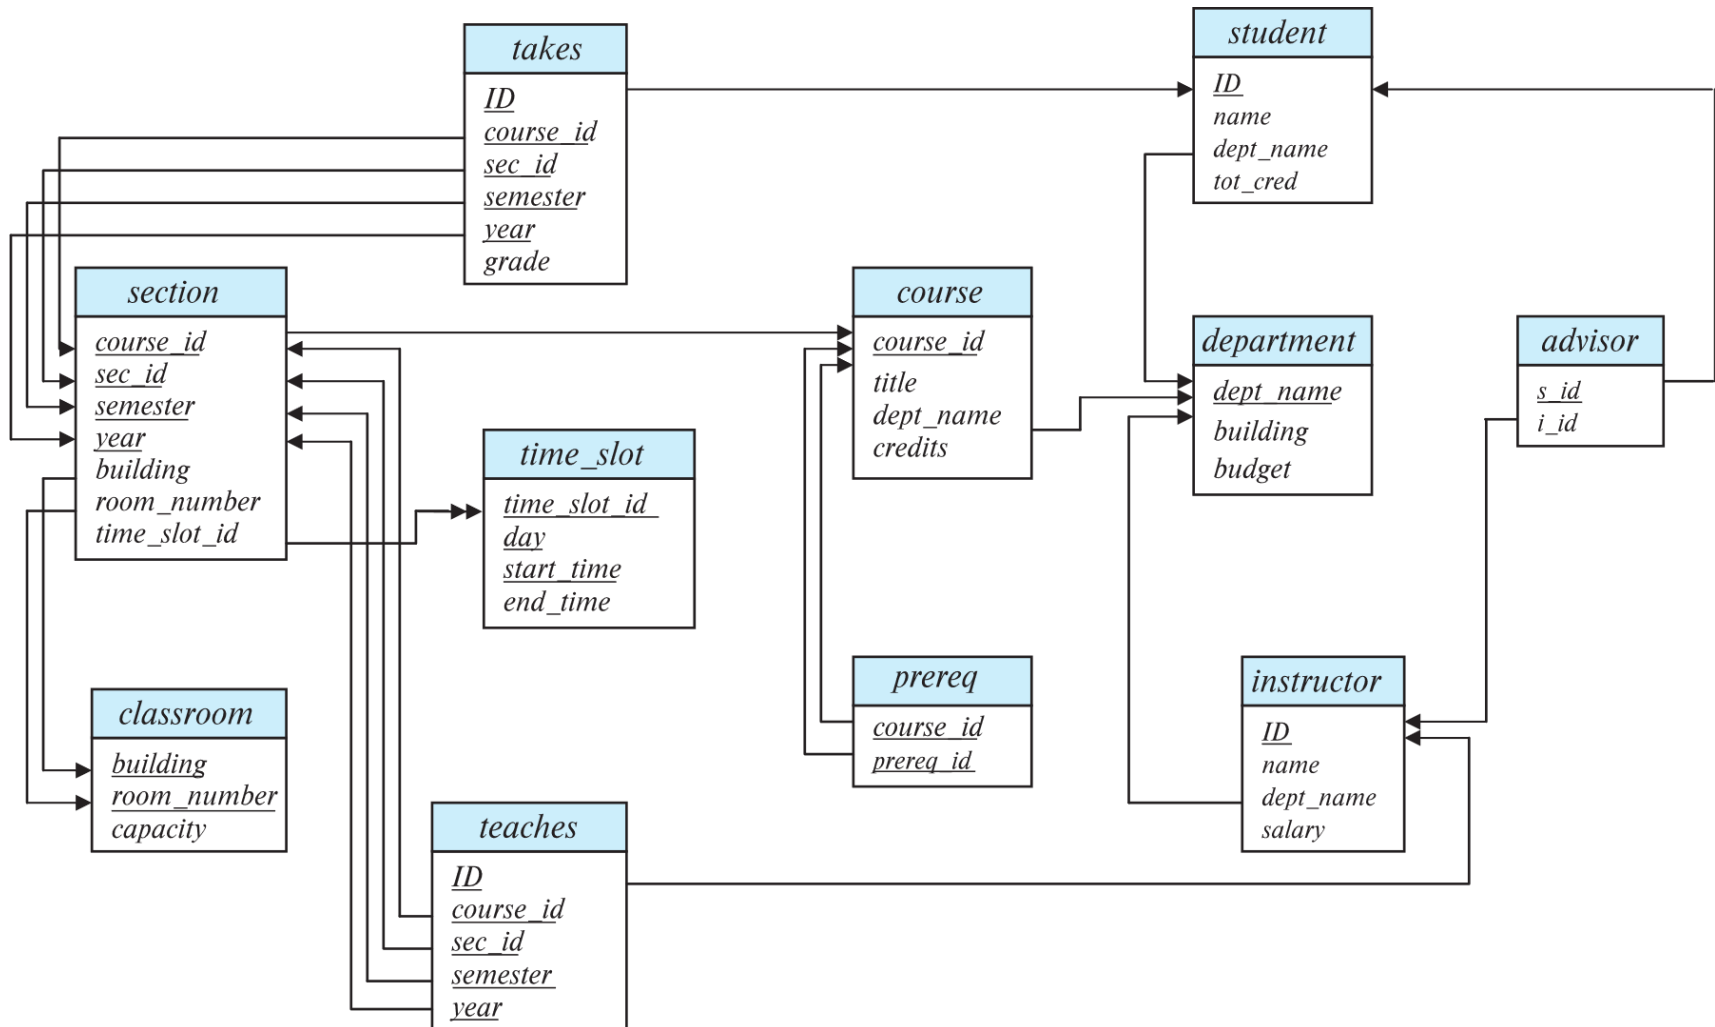 takes
ID
course_id
sec_id
semester
year
grade
student
ID
name
dept_name
tot_cred
section
course_id
sec_id
semester
year
building
room_number
time_slot_id
course
course_id
title
dept_name
credits
department
dept_name
building
budget
advisor
s_id
i_id
time_slot
time_slot_id
day
start_time
end_time
prereq
course_id
prereq_id
instructor
ID
name
dept_name
salary
classroom
building
room_number
capacity
teaches
ID
course_id
sec_id
semester
year